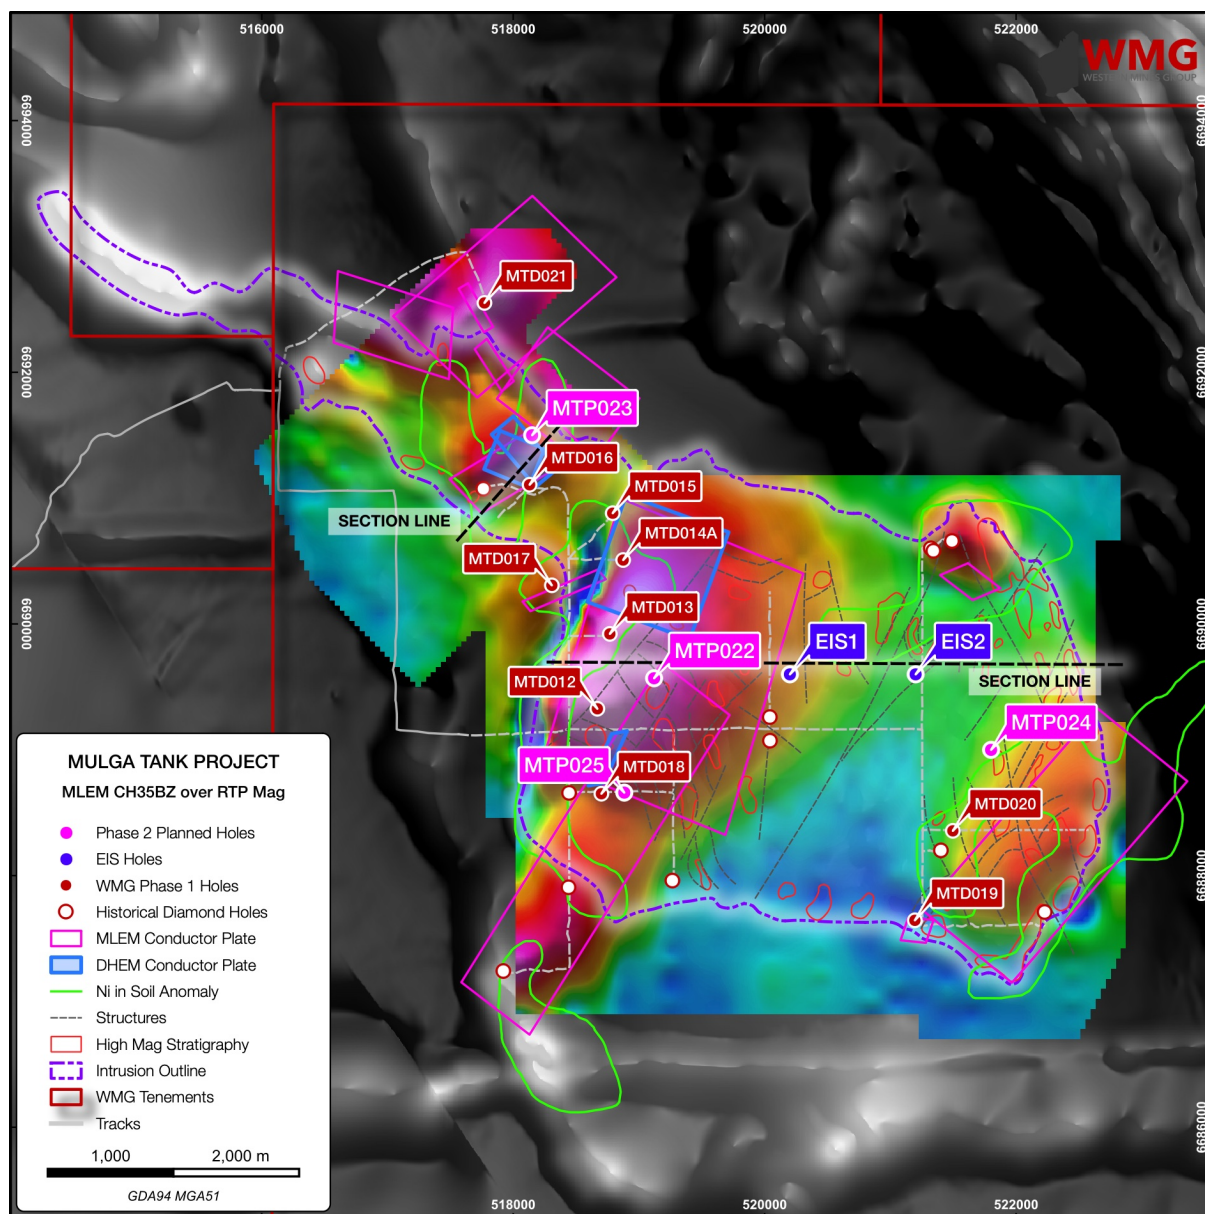 516000
518000
520000
522000
WMG
WESTERN MINES GROUP
6694000
6694000
MTD021
6692000
6692000
MTP023
MTD016
MTD015
SECTION LINE
MTD014A
MTD017
MTD013
6690000
6690000
EIS1
EIS2
MTP022
MTD012
SECTION LINE
MTP024
MTP025
MTD018
MTD020
6688000
MTD019
6686000
MULGA TANK PROJECT
MLEM CH35BZ over RTP Mag
Phase 2 Planned Holes
EIS Holes
WMG Phase 1 Holes
Historical Diamond Holes
MLEM Conductor Plate
DHEM Conductor Plate
Ni in Soil Anomaly
Structures
High Mag Stratigraphy
Intrusion Outline
WMG Tenements
Tracks
1,000
2,000 m
GDA94 MGA51
518000
520000
522000